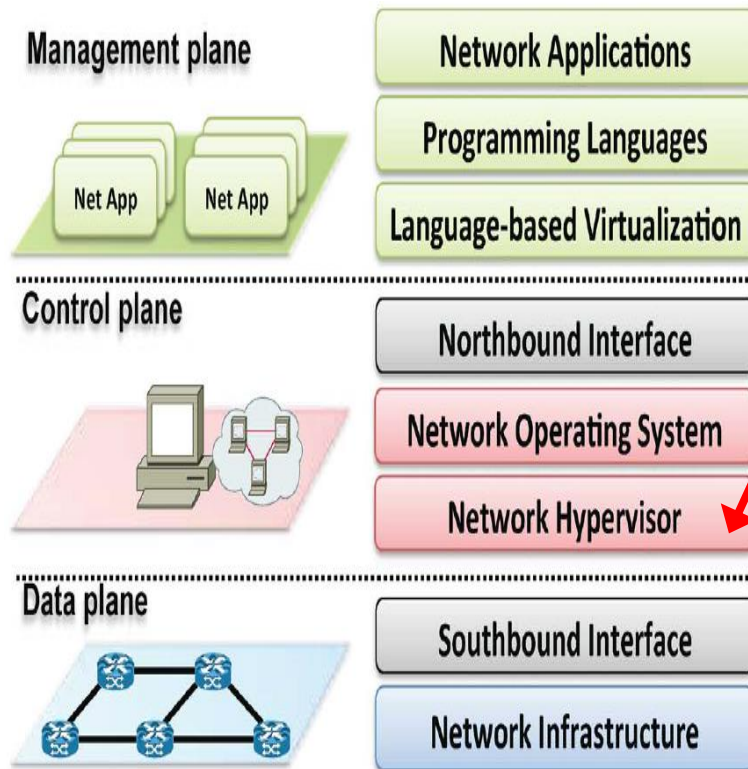 Management plane
Network Applications
Programming Languages
Net App
Net App
Language-based Virtualization
Control plane
Northbound Interface
Network Operating System
Network Hypervisor
Data plane
Southbound Interface
Network Infrastructure